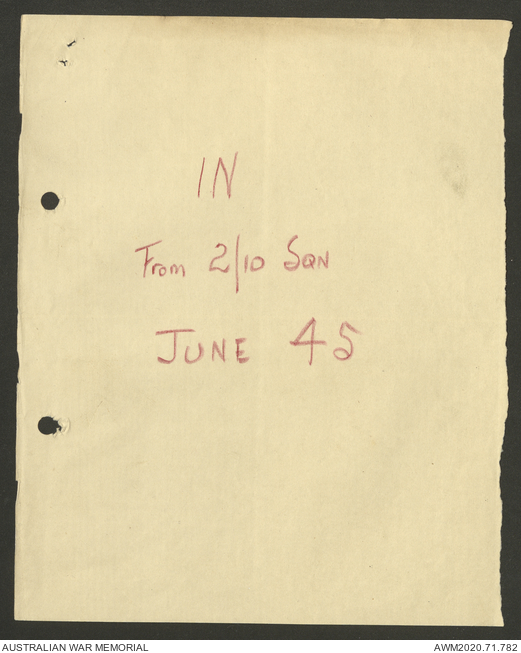 IN
From 2/10 SQN
JUNE 45
AUSTRALIAN WAR MEMORIAL AWM2020.71.782